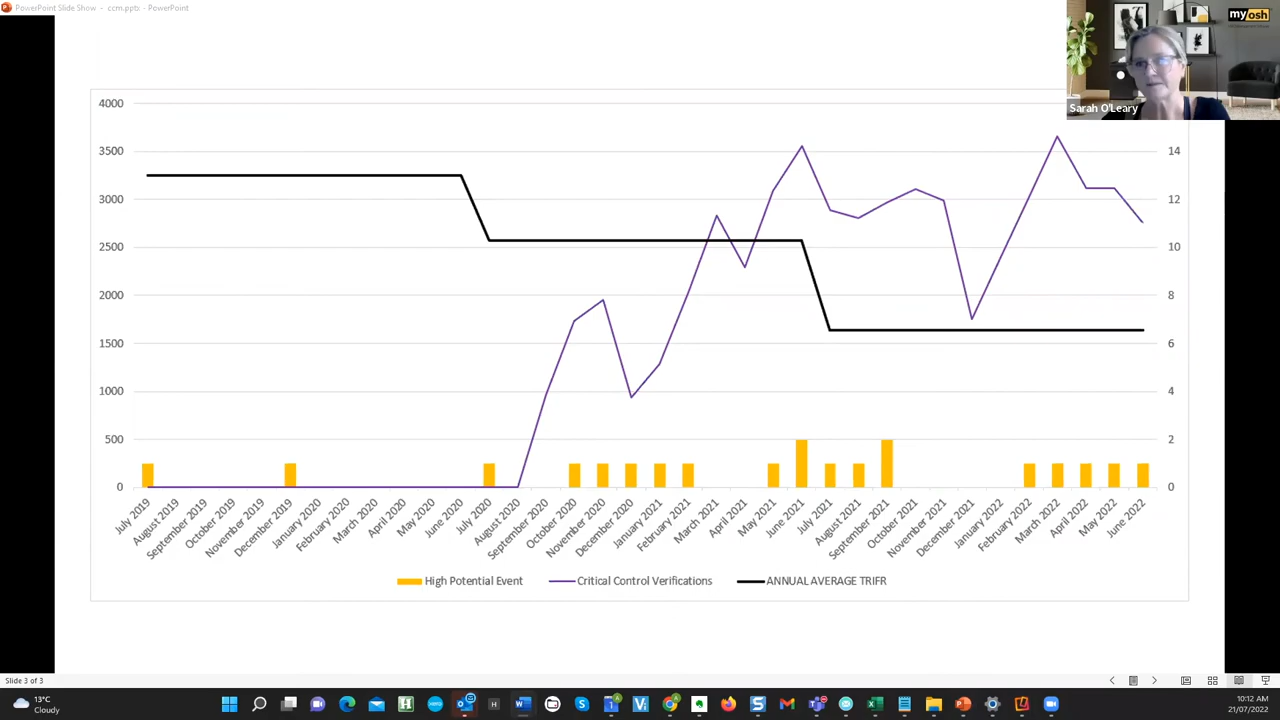 PowerPoint Slide Show - ccm.pptx - PowerPoint
myosh
Sarah O'Leary
4000
3500
3000
2500
2000
1500
1000
500
0
14
12
10
8
6
4
2
0
July 2019
August 2019
September 2019
October 2019
November 2019
December 2019
January 2020
February 2020
March 2020
April 2020
May 2020
June 2020
July 2020
August 2020
September 2020
October 2020
November 2020
December 2020
January 2021
February 2021
March 2021
April 2021
May 2021
June 2021
July 2021
August 2021
September 2021
October 2021
November 2021
December 2021
January 2022
February 2022
March 2022
April 2022
May 2022
June 2022
High Potential Event
Critical Control Verifications
ANNUAL AVERAGE TRIFR
Slide 3 of 3
13°C
Cloudy
10:12 AM
21/07/2022